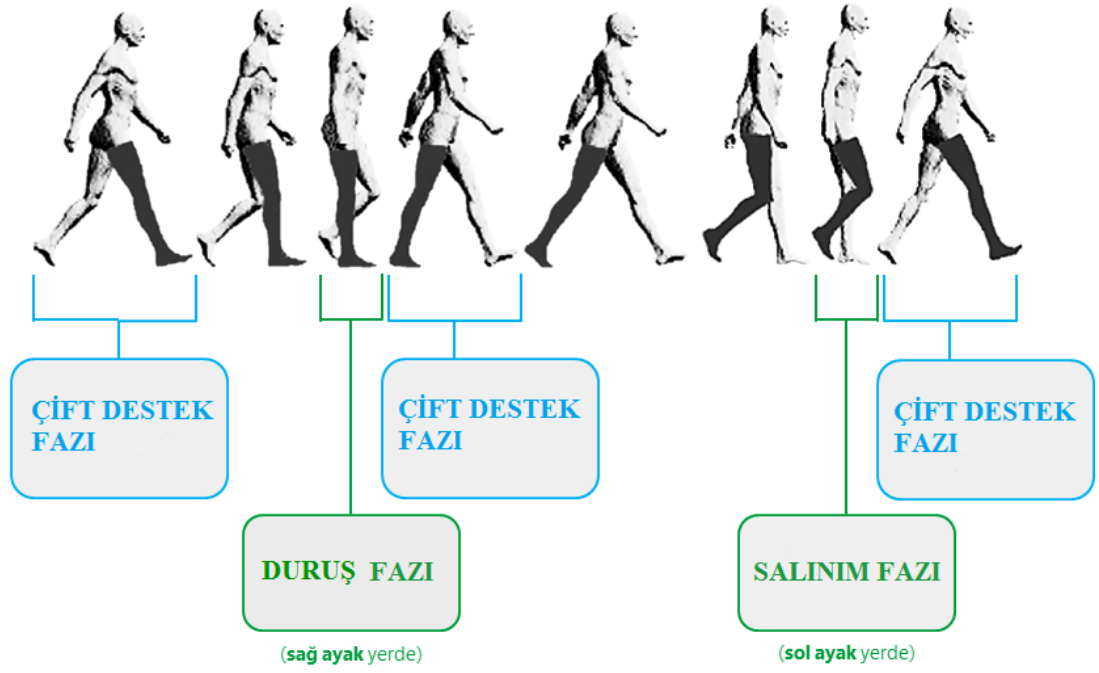 ÇİFT DESTEK
FAZI
ÇİFT DESTEK
FAZI
ÇİFT DESTEK
FAZI
DURUŞ FAZI
SALINIM FAZI
(sağ ayak yerde)
(sol ayak yerde)